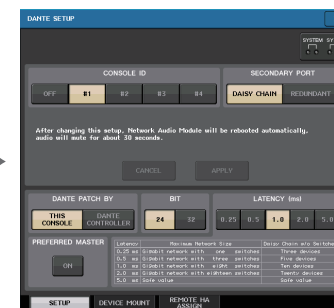 DANTE SETUP
SYSTEM SY
CONSOLE ID
SECONDARY PORT
OFF #1 #2 #3 #4 DAISY CHAIN REDUNDANT
After changing this setup, Network Audio Module will be rebooted automatically,
audio will mute for about 30 seconds.
CANCEL APPLY
DANTE PATCH BY BIT LATENCY (ms)
THIS CONSOLE DANTE CONTROLLER 24 32 0.25 0.5 1.0 2.0 5.0
PREFERRED MASTER
ON
Latency Maximum Network Size Daisy Chain w/o Switche
0.25 ms Gigabit network with one switches Three devices
0.5 ms Gigabit network with three switches Five devices
1.0 ms Gigabit network with eight switches Ten devices
2.0 ms Gigabit network with eighteen switches Twenty devices
5.0 ms Safe value Safe value
SETUP DEVICE MOUNT REMOTE HA ASSIGN